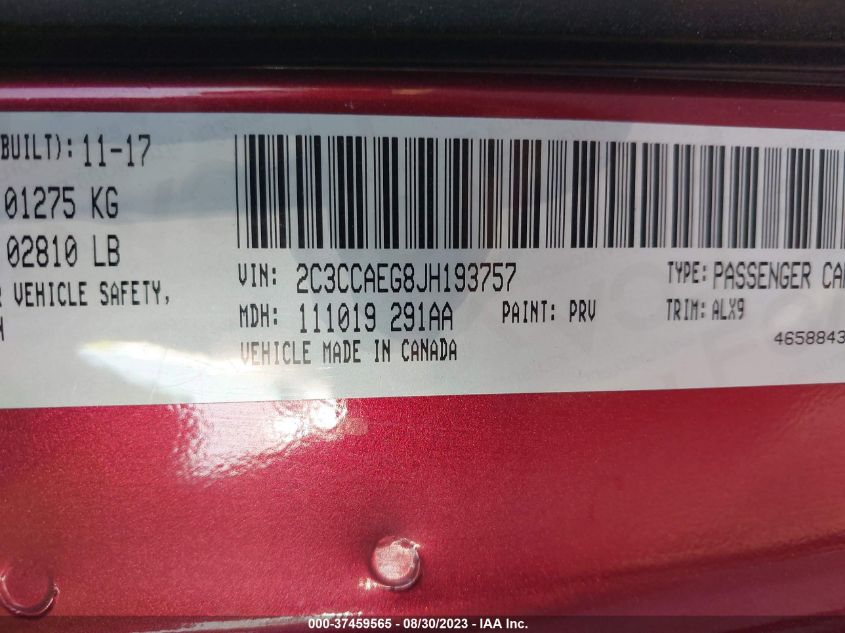 BUILT): 11-17
01275 KG
02810 LB
VEHICLE SAFETY,
VIN: 2C3CCAEG8JH193757
TYPE: PASSENGER CAR
MDH: 111019 291AA
PAINT: PRV
TRIM: ALX9
VEHICLE MADE IN CANADA
4658843
000-37459565 - 08/30/2023 - IAA Inc.